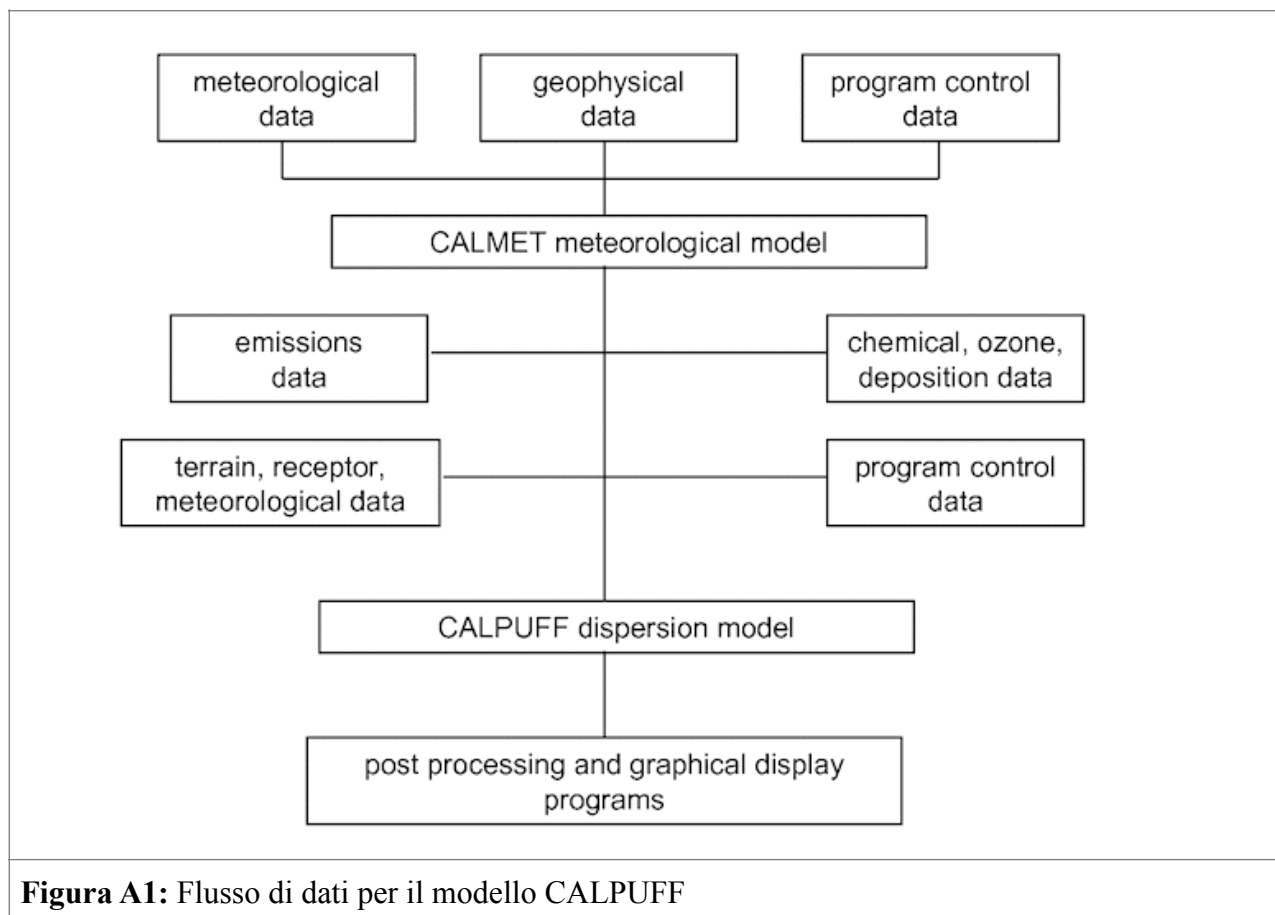 meteorological
data
geophysical
data
program control
data
CALMET meteorological model
emissions
data
chemical, ozone,
deposition data
terrain, receptor,
meteorological data
program control
data
CALPUFF dispersion model
post processing and graphical display
programs
Figura A1: Flusso di dati per il modello CALPUFF